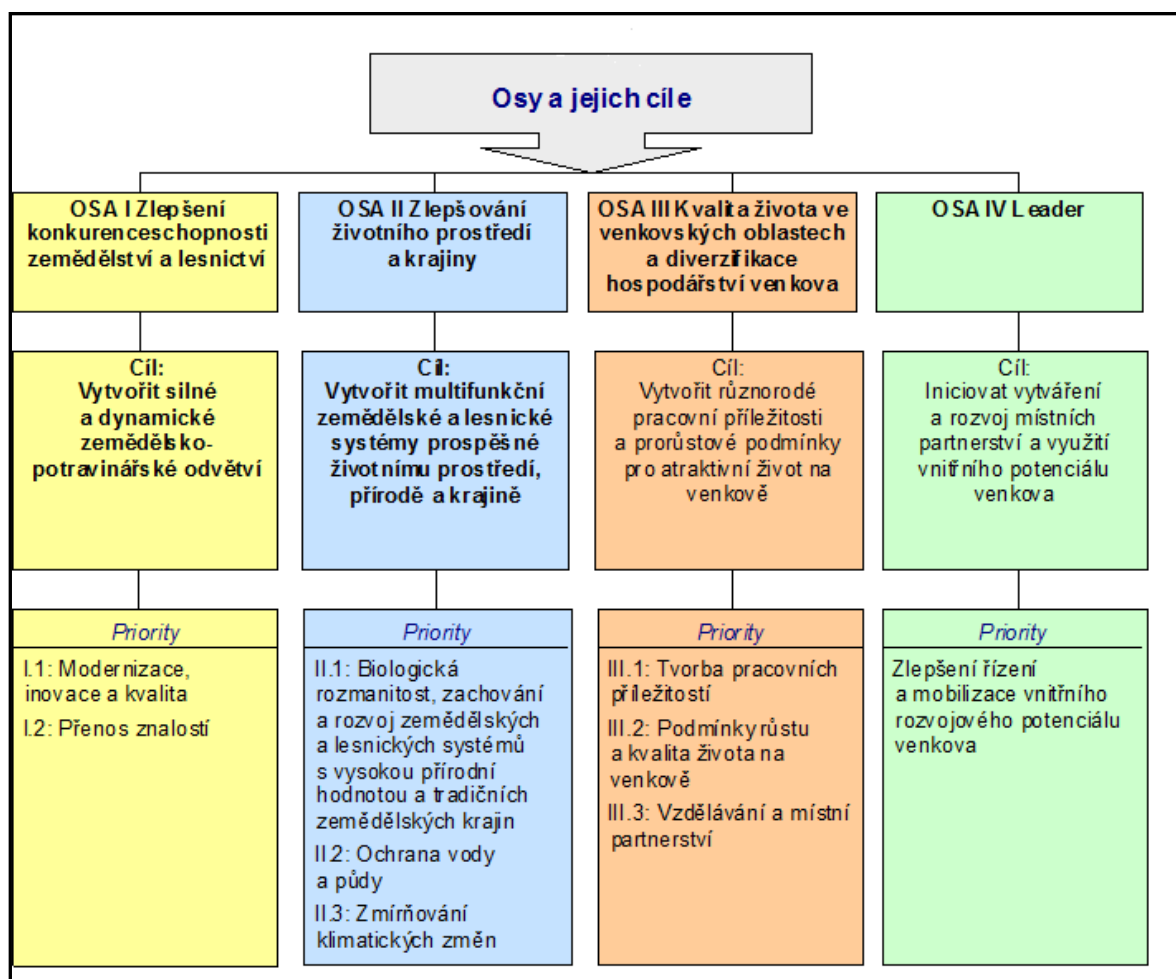 Osy a jejich cíle
OSA I Zlepšení
konkurenceschopnosti
zemědělství a lesnictví
Cíl:
Vytvořit silné
a dynamické
zemědělsko-
potravinářské odvětví
Priority
I.1: Modernizace,
inovace a kvalita
I.2: Přenos znalostí
OSA II Zlepšování
životního prostředí
a krajiny
Cíl:
Vytvořit multifunkční
zemědělské a lesnické
systémy prospěšné
životnímu prostředí,
přírodě a krajině
Priority
II.1: Biologická
rozmanitost, zachování
a rozvoj zemědělských
a lesnických systémů
s vysokou přírodní
hodnotou a tradičních
zemědělských krajin
II.2: Ochrana vody
a půdy
II.3: Zmírňování
klimatických změn
OSA III Kvalita života ve
venkovských oblastech
a diverzifikace
hospodářství venkova
Cíl:
Vytvořit různorodé
pracovní příležitosti
a prorůstové podmínky
pro atraktivní život na
venkově
Priority
III.1: Tvorba pracovních
příležitostí
III.2: Podmínky růstu
a kvalita života na
venkově
III.3: Vzdělávání a místní
partnerství
OSA IV Leader
Cíl:
Iniciovat vytváření
a rozvoj místních
partnerství a využití
vnitřního potenciálu
venkova
Priority
Zlepšení řízení
a mobilizace vnitřního
rozvojového potenciálu
venkova